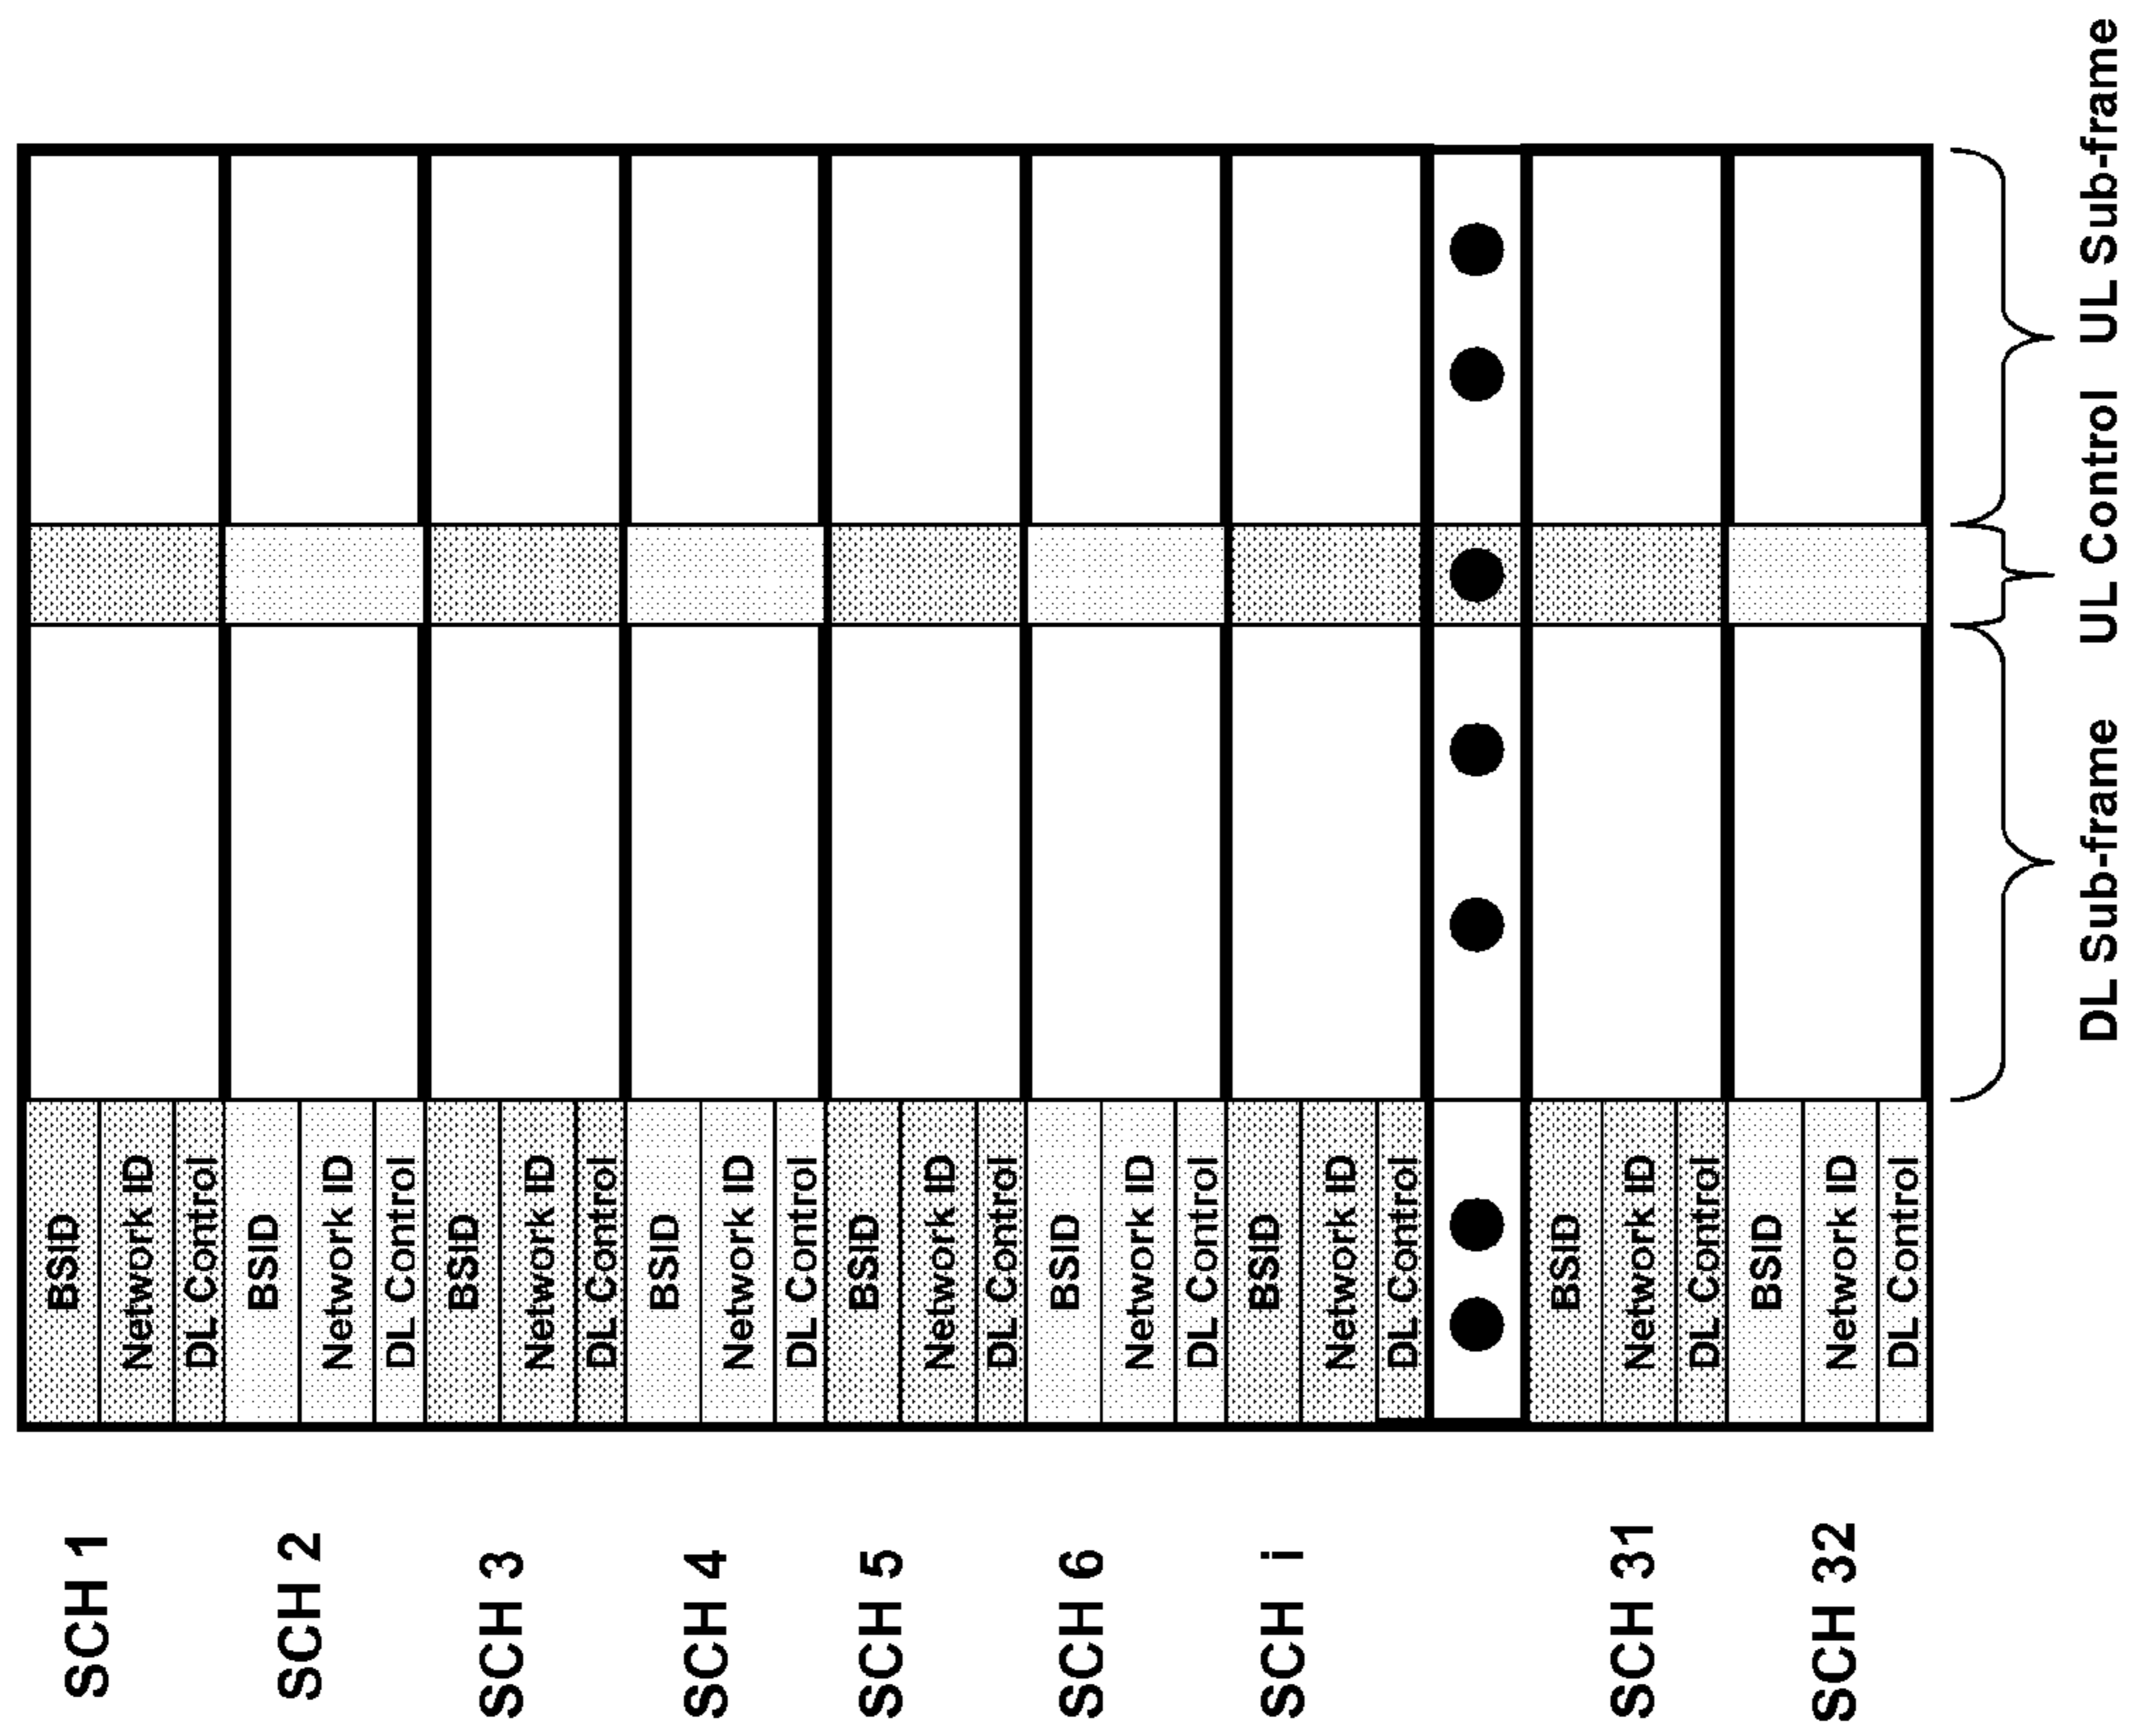 SCH 1
BSID
Network ID
DL Control
SCH 2
BSID
Network ID
DL Control
SCH 3
BSID
Network ID
DL Control
SCH 4
BSID
Network ID
DL Control
SCH 5
BSID
Network ID
DL Control
SCH 6
BSID
Network ID
DL Control
SCH i
BSID
Network ID
DL Control
SCH 31
BSID
Network ID
DL Control
SCH 32
BSID
Network ID
DL Control
DL Sub-frame
UL Control
UL Sub-frame